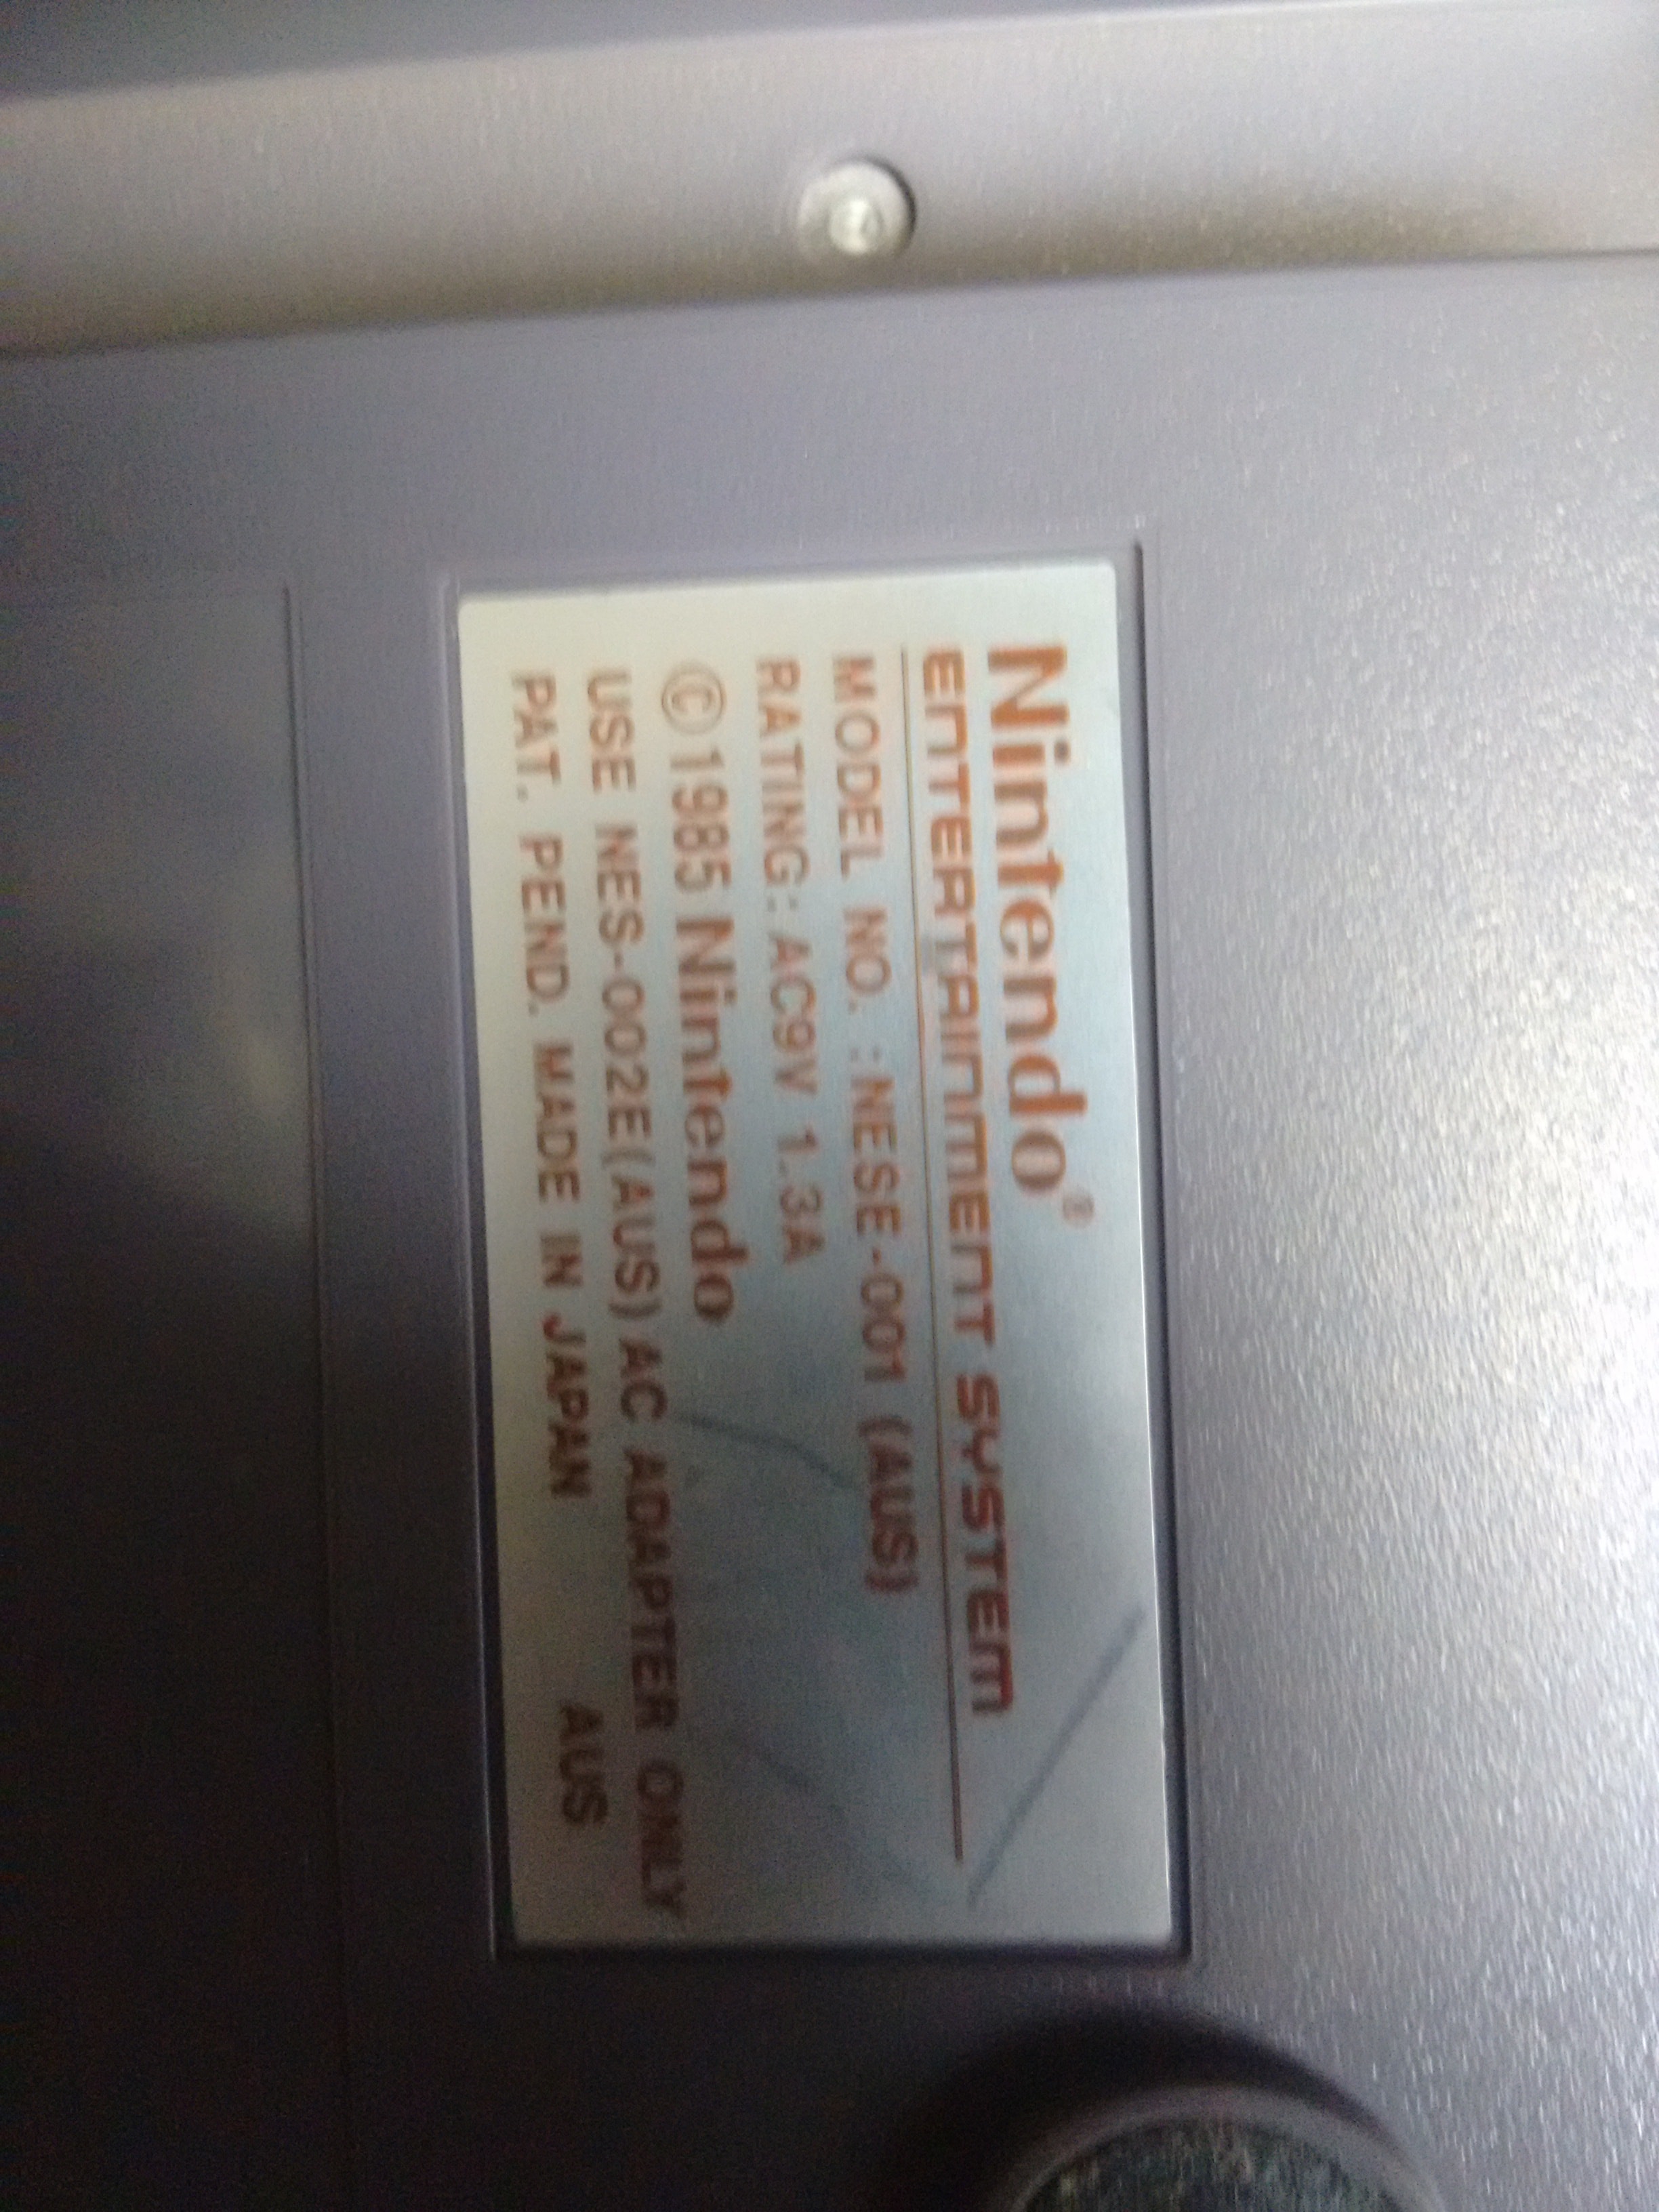 Nintendo®
ENTERTAINMENT SYSTEM
MODEL NO. :NESE-001 (AUS)
RATING: AC9V 1.3A
©1985 Nintendo
USE NES-002E(AUS) AC ADAPTER ONLY
PAT. PEND. MADE IN JAPAN AUS